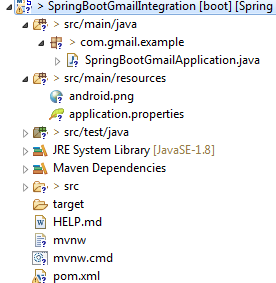 > SpringBootGmailIntegration [boot] [Spring
> src/main/java
> com.gmail.example
> SpringBootGmailApplication.java
> src/main/resources
android.png
application.properties
> src/test/java
JRE System Library [JavaSE-1.8]
Maven Dependencies
> src
target
HELP.md
mvnw
mvnw.cmd
pom.xml